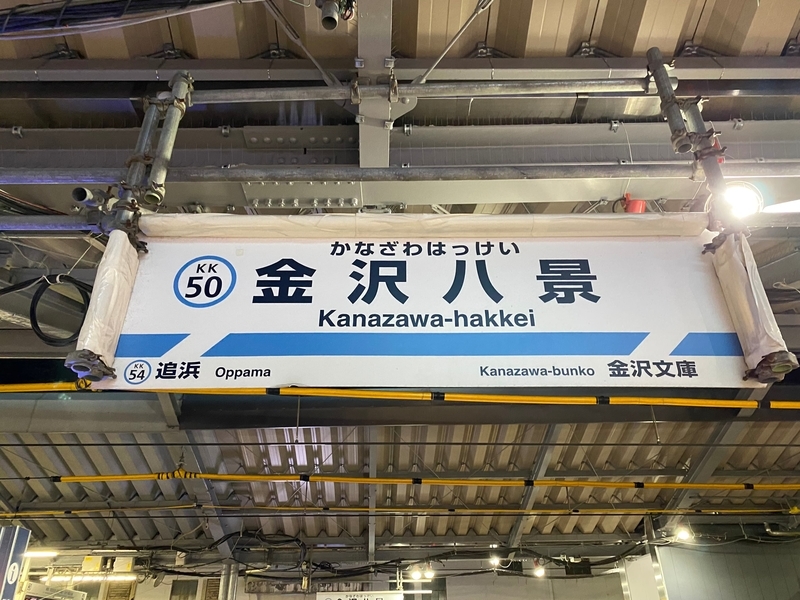 かなざわはっけい
KK
50
金沢八景
Kanazawa-hakkei
KK
54
追浜 Oppama
Kanazawa-bunko 金沢文庫